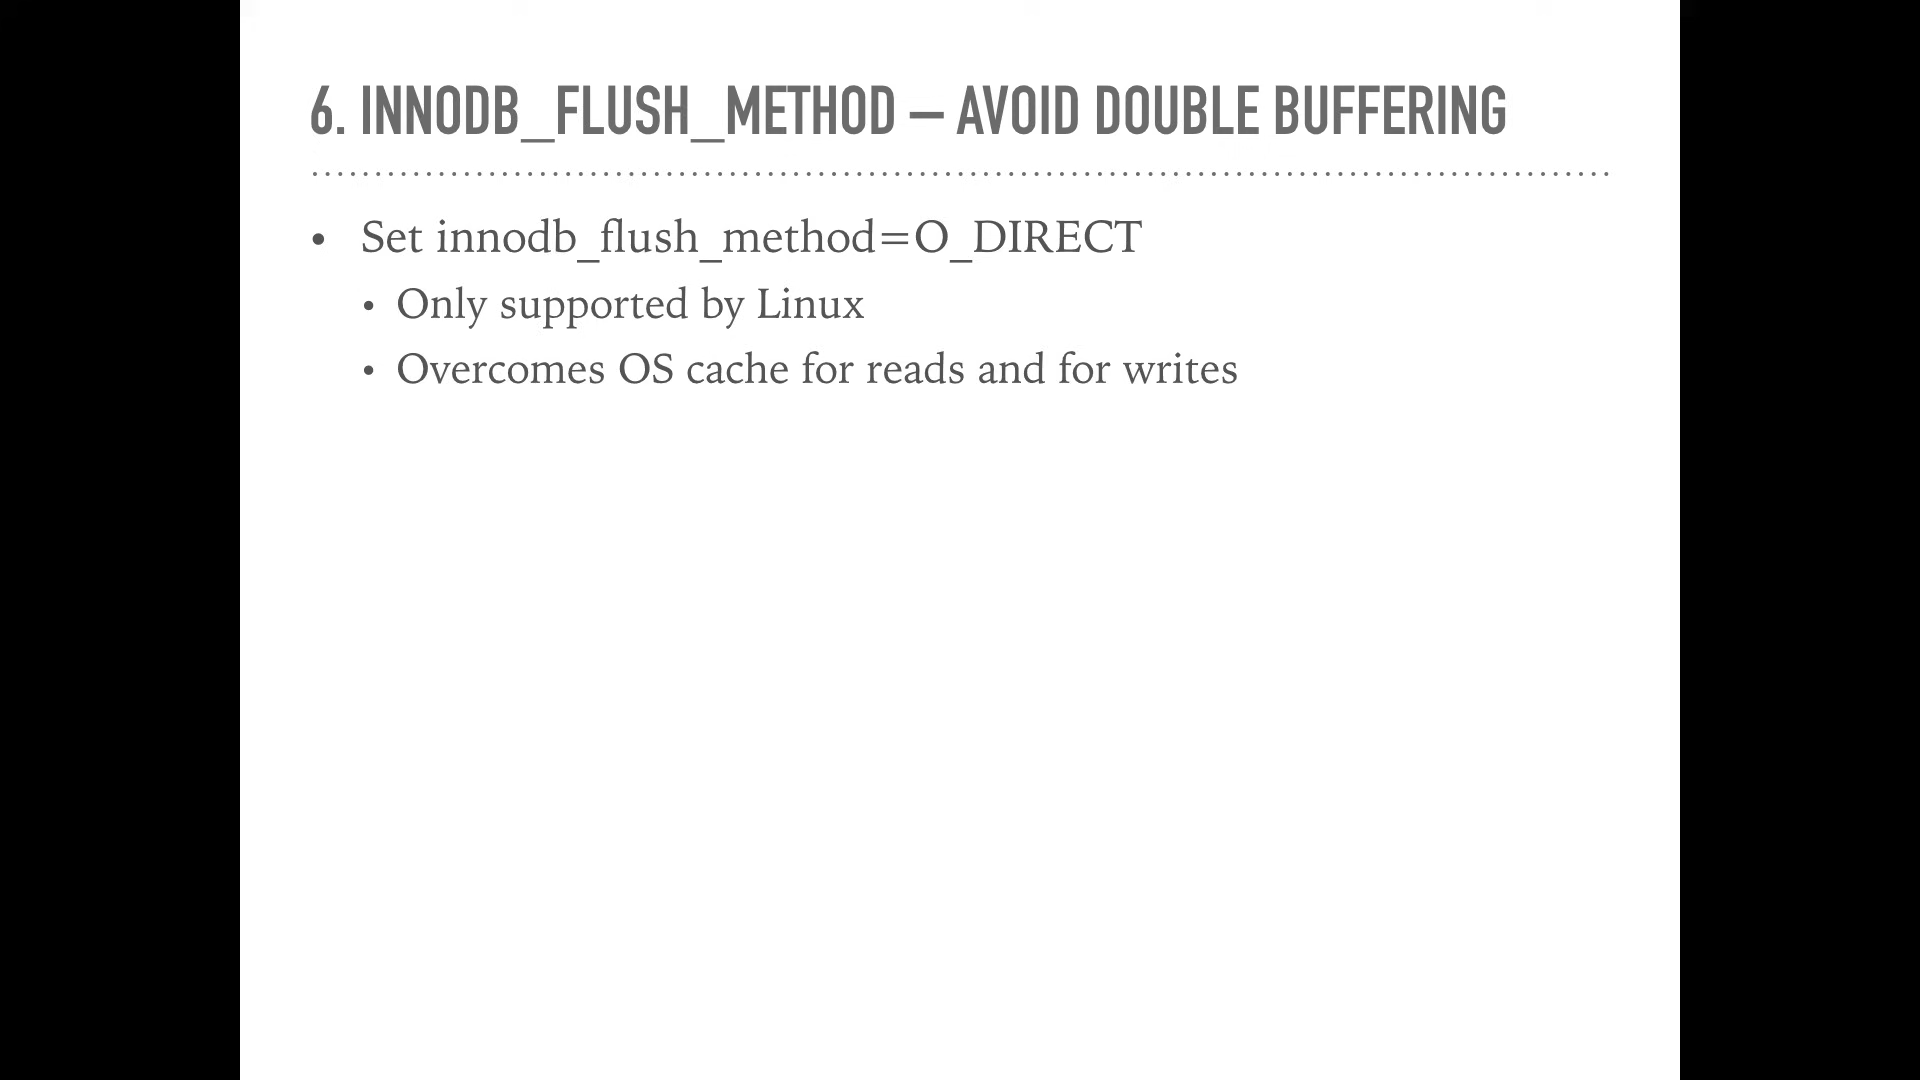 6. INNODB_FLUSH_METHOD – AVOID DOUBLE BUFFERING
• Set innodb_flush_method=O_DIRECT
• Only supported by Linux
• Overcomes OS cache for reads and for writes